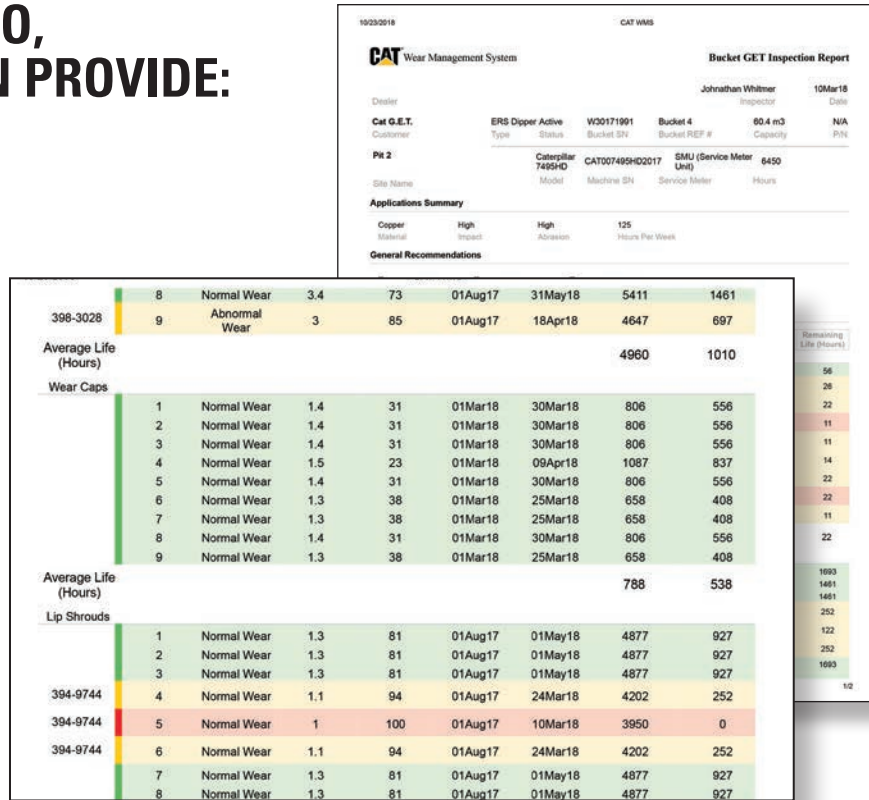 O,
N PROVIDE:
10/23/2018 CAT WMS
CAT Wear Management System Bucket GET Inspection Report
Johnathan Whitmer 10Mar18
Dealer Inspector Date
Cat G.E.T. ERS Dipper Active W30171991 Bucket 4 60.4 m3 N/A
Customer Type Status Bucket SN Bucket REF # Capacity P/N
Pit 2 Caterpillar 7495HD CAT007495HD2017 SMU (Service Meter Unit) 6450
Site Name Model Machine SN Service Meter Hours
Applications Summary
Copper High High 125
Material Impact Abrasion Hours Per Week
General Recommendations
8 Normal Wear 3.4 73 01Aug17 31May18 5411 1461
398-3028 9 Abnormal Wear 3 85 01Aug17 18Apr18 4647 697
Average Life (Hours) 4960 1010
Wear Caps
1 Normal Wear 1.4 31 01Mar18 30Mar18 806 556
2 Normal Wear 1.4 31 01Mar18 30Mar18 806 556
3 Normal Wear 1.4 31 01Mar18 30Mar18 806 556
4 Normal Wear 1.5 23 01Mar18 09Apr18 1087 837
5 Normal Wear 1.4 31 01Mar18 30Mar18 806 556
6 Normal Wear 1.3 38 01Mar18 25Mar18 658 408
7 Normal Wear 1.3 38 01Mar18 25Mar18 658 408
8 Normal Wear 1.4 31 01Mar18 30Mar18 806 556
9 Normal Wear 1.3 38 01Mar18 25Mar18 658 408
Average Life (Hours) 788 538
Lip Shrouds
1 Normal Wear 1.3 81 01Aug17 01May18 4877 927
2 Normal Wear 1.3 81 01Aug17 01May18 4877 927
3 Normal Wear 1.3 81 01Aug17 01May18 4877 927
394-9744 4 Normal Wear 1.1 94 01Aug17 24Mar18 4202 252
394-9744 5 Normal Wear 1 100 01Aug17 10Mar18 3950 0
394-9744 6 Normal Wear 1.1 94 01Aug17 24Mar18 4202 252
7 Normal Wear 1.3 81 01Aug17 01May18 4877 927
8 Normal Wear 1.3 81 01Aug17 01May18 4877 927
Remaining
Life (Hours)
56
26
22
11
11
14
22
22
11
22
1693
1461
1461
252
122
252
1693
1/2